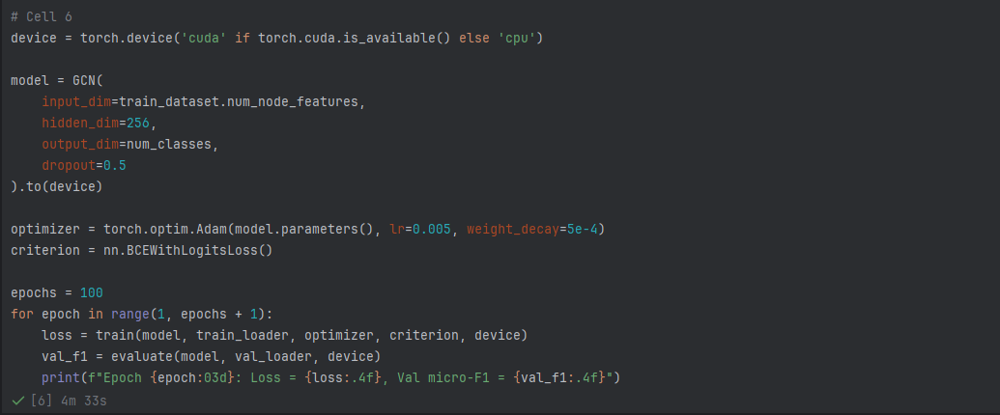 # Cell 6
device = torch.device('cuda' if torch.cuda.is_available() else 'cpu')
model = GCN(
    input_dim=train_dataset.num_node_features,
    hidden_dim=256,
    output_dim=num_classes,
    dropout=0.5
).to(device)
optimizer = torch.optim.Adam(model.parameters(), lr=0.005, weight_decay=5e-4)
criterion = nn.BCEWithLogitsLoss()
epochs = 100
for epoch in range(1, epochs + 1):
    loss = train(model, train_loader, optimizer, criterion, device)
    val_f1 = evaluate(model, val_loader, device)
    print(f"Epoch {epoch:03d}: Loss = {loss:.4f}, Val micro-F1 = {val_f1:.4f}")
[6] 4m 33s